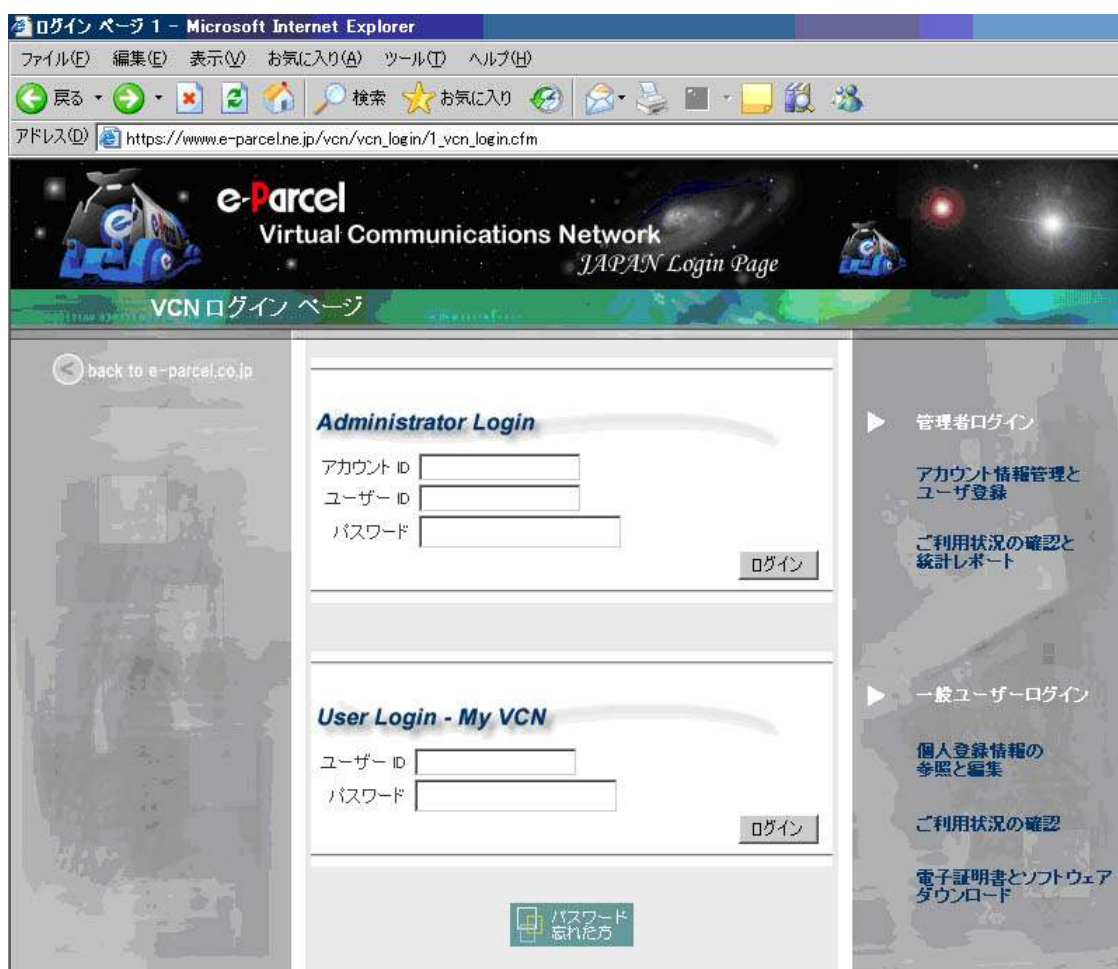 ログイン ページ 1 - Microsoft Internet Explorer
ファイル(F) 編集(E) 表示(V) お気に入り(A) ツール(T) ヘルプ(H)
戻る 検索 お気に入り
アドレス(D) https://www.e-parcel.ne.jp/vcn/vcn_login/1_vcn_login.cfm
e-Parcel
Virtual Communications Network
JAPAN Login Page
VCN ログイン ページ
back to e-parcel.co.jp
Administrator Login
アカウント ID
ユーザー ID
パスワード
ログイン
User Login - My VCN
ユーザー ID
パスワード
ログイン
パスワード
忘れた方
管理者ログイン
アカウント情報管理と
ユーザ登録
ご利用状況の確認と
統計レポート
一般ユーザーログイン
個人登録情報の
参照と編集
ご利用状況の確認
電子証明書とソフトウェア
ダウンロード